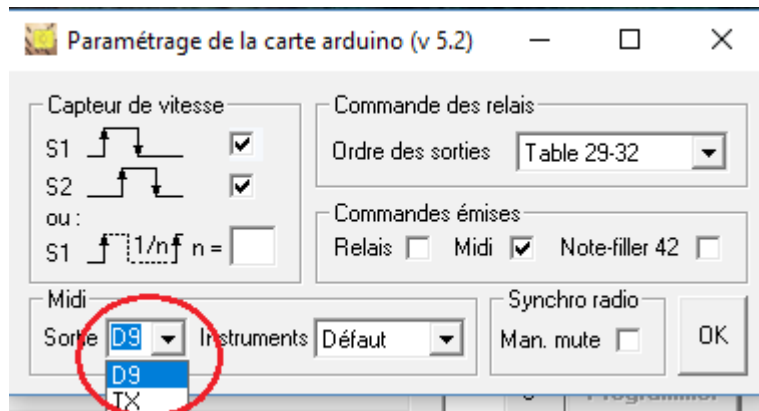 Paramétrage de la carte arduino (v 5.2)
Capteur de vitesse
S1
S2
ou :
S1 1/n n =
Commande des relais
Ordre des sorties Table 29-32
Commandes émises
Relais Midi Note-filler 42
Midi
Sortie D9 Instruments Défaut
D9
TX
Synchro radio
Man. mute
OK